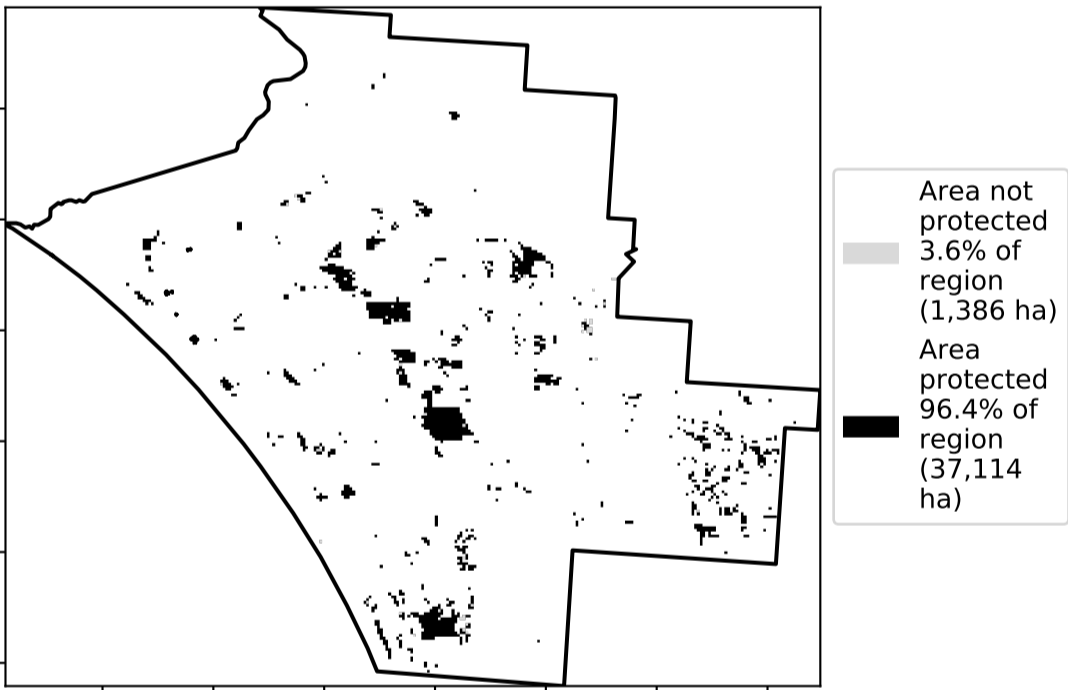 Area not
protected
3.6% of
region
(1,386 ha)
Area
protected
96.4% of
region
(37,114
ha)